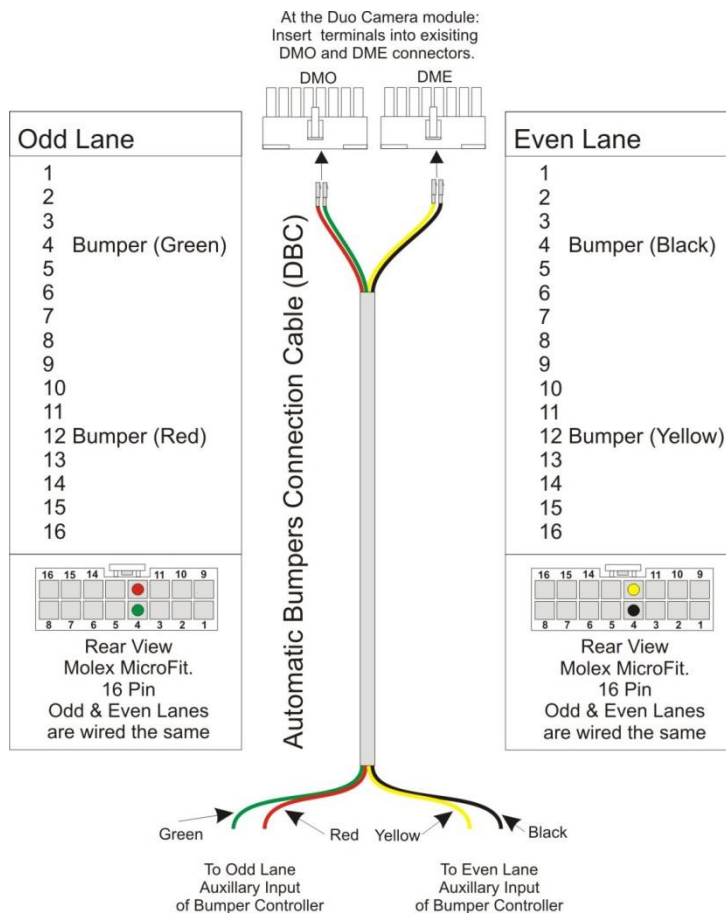 At the Duo Camera module:
Insert terminals into exisiting
DMO and DME connectors.
DMO
DME
Odd Lane
1
2
3
4 Bumper (Green)
5
6
7
8
9
10
11
12 Bumper (Red)
13
14
15
16
16 15 14 11 10 9
8 7 6 5 4 3 2 1
Rear View
Molex MicroFit.
16 Pin
Odd & Even Lanes
are wired the same
Automatic Bumpers Connection Cable (DBC)
Even Lane
1
2
3
4 Bumper (Black)
5
6
7
8
9
10
11
12 Bumper (Yellow)
13
14
15
16
16 15 14 11 10 9
8 7 6 5 4 3 2 1
Rear View
Molex MicroFit.
16 Pin
Odd & Even Lanes
are wired the same
Green
Red
Yellow
Black
To Odd Lane
Auxillary Input
of Bumper Controller
To Even Lane
Auxillary Input
of Bumper Controller